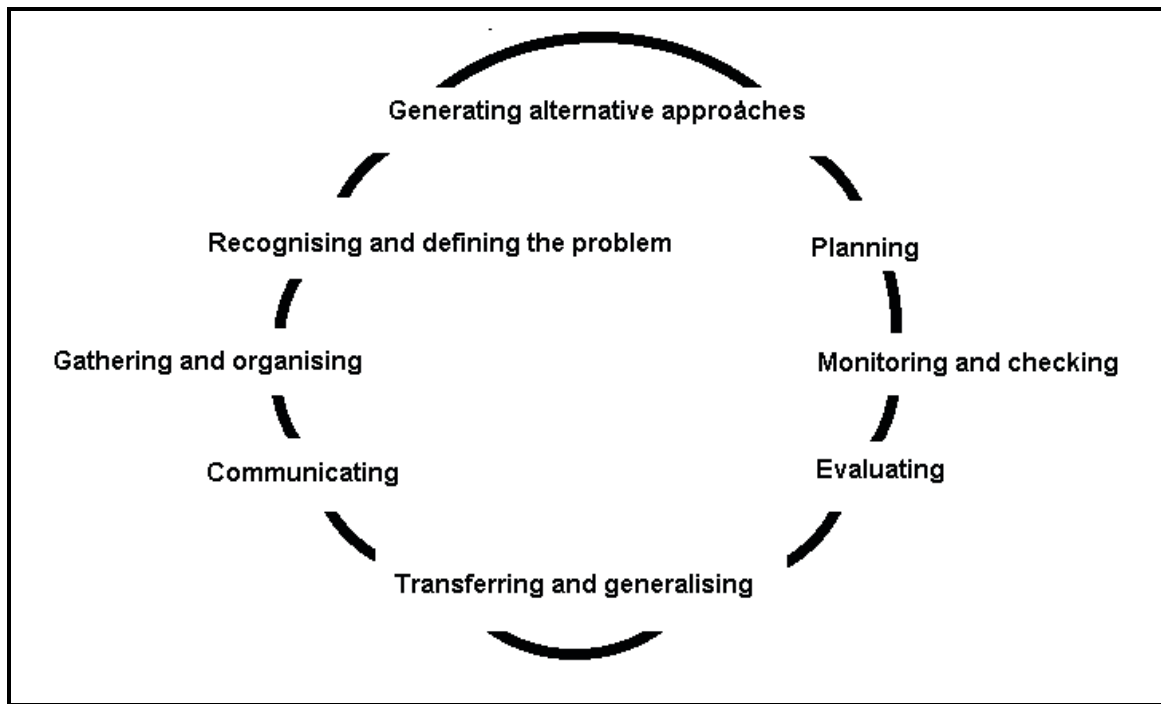 Generating alternative approaches
Recognising and defining the problem
Planning
Gathering and organising
Monitoring and checking
Communicating
Evaluating
Transferring and generalising